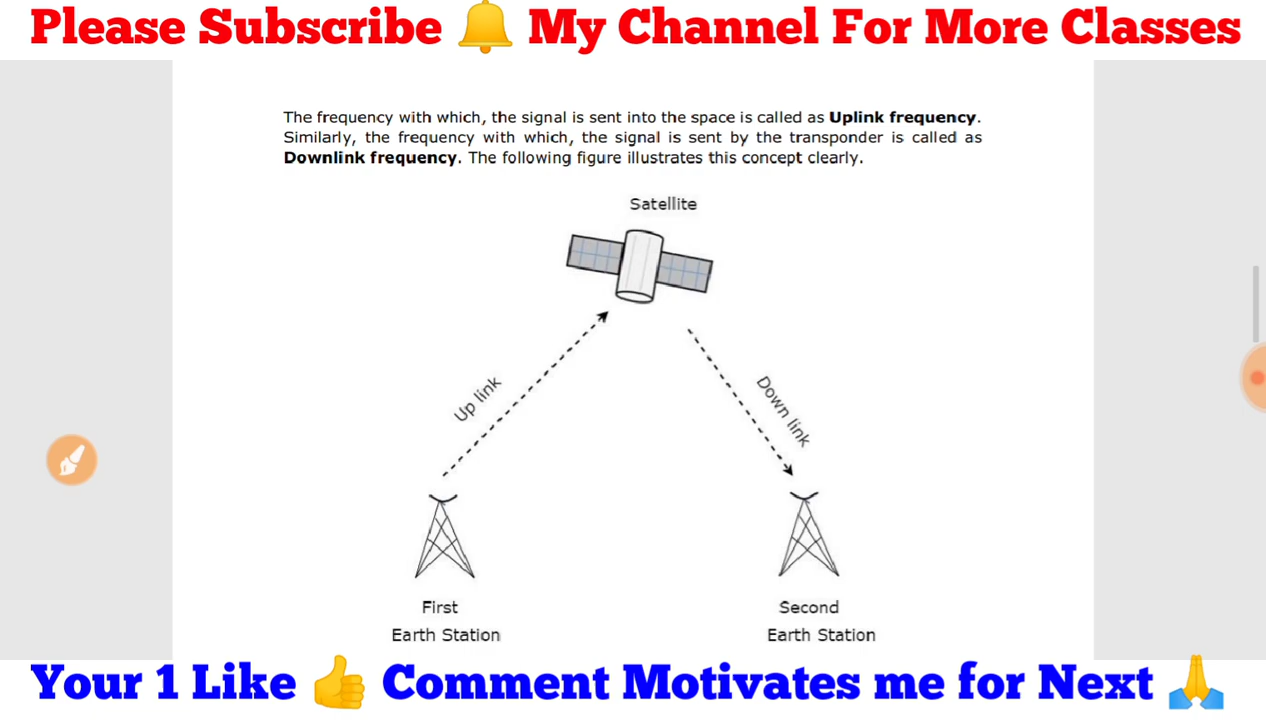 Please Subscribe 🔔 My Channel For More Classes
The frequency with which, the signal is sent into the space is called as Uplink frequency.
Similarly, the frequency with which, the signal is sent by the transponder is called as
Downlink frequency. The following figure illustrates this concept clearly.
Satellite
Up link
Down link
First
Earth Station
Second
Earth Station
Your 1 Like 👍 Comment Motivates me for Next 🙏